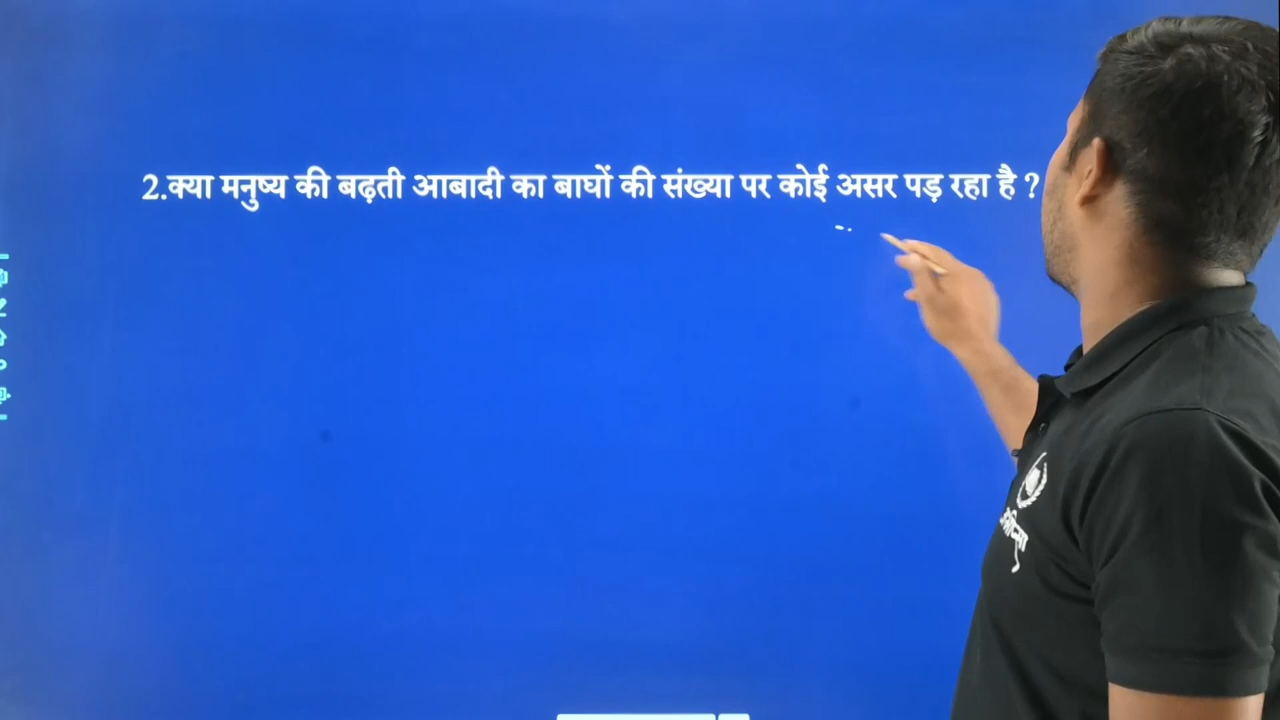 2.क्या मनुष्य की बढ़ती आबादी का बाघों की संख्या पर कोई असर पड़ रहा है ?